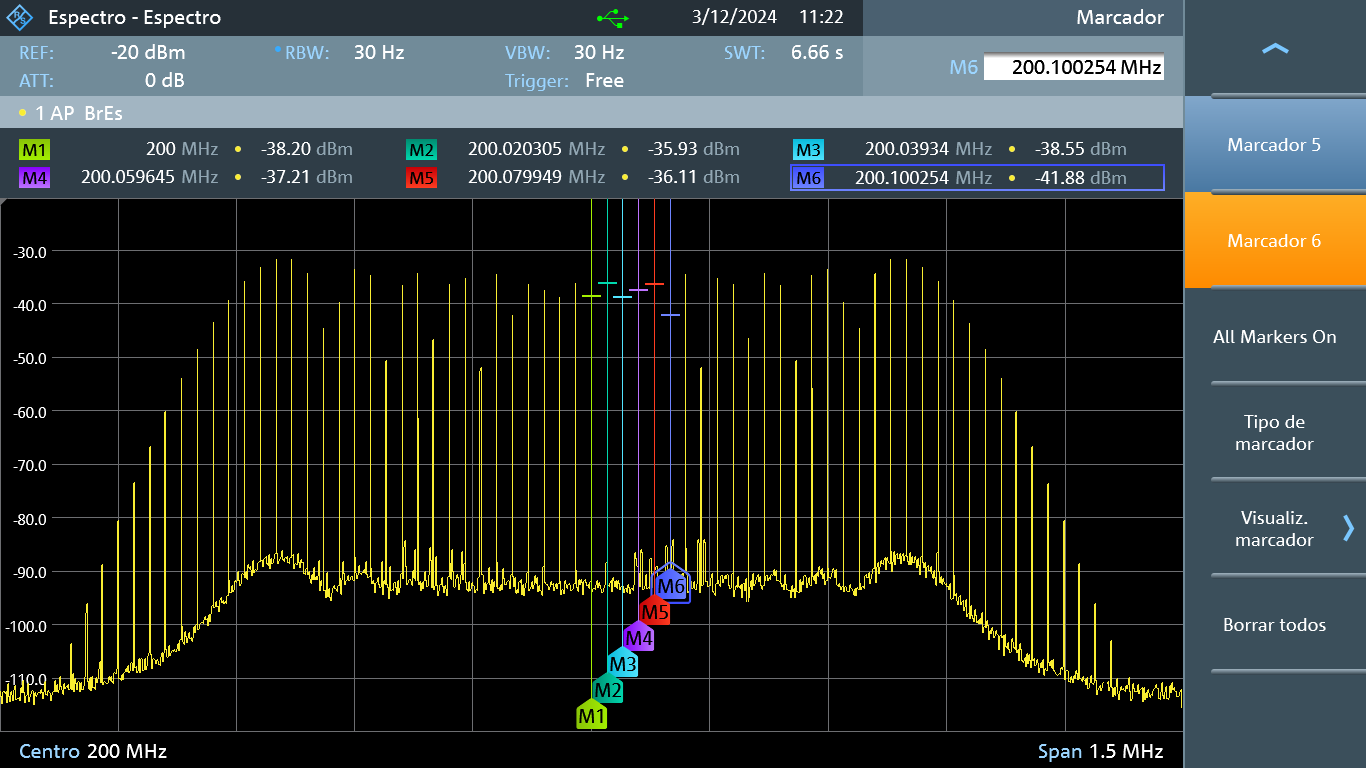 Espectro - Espectro 3/12/2024 11:22 Marcador
REF: -20 dBm RBW: 30 Hz VBW: 30 Hz SWT: 6.66 s
M6 200.100254 MHz
ATT: 0 dB Trigger: Free
1 AP BrEs
M1 200 MHz • -38.20 dBm M2 200.020305 MHz • -35.93 dBm M3 200.03934 MHz • -38.55 dBm
M4 200.059645 MHz • -37.21 dBm M5 200.079949 MHz • -36.11 dBm M6 200.100254 MHz • -41.88 dBm
-30.0
-40.0
-50.0
-60.0
-70.0
-80.0
-90.0
-100.0
-110.0
M6
M5
M4
M3
M2
M1
Centro 200 MHz Span 1.5 MHz
Marcador 5
Marcador 6
All Markers On
Tipo de
marcador
Visualiz.
marcador
Borrar todos